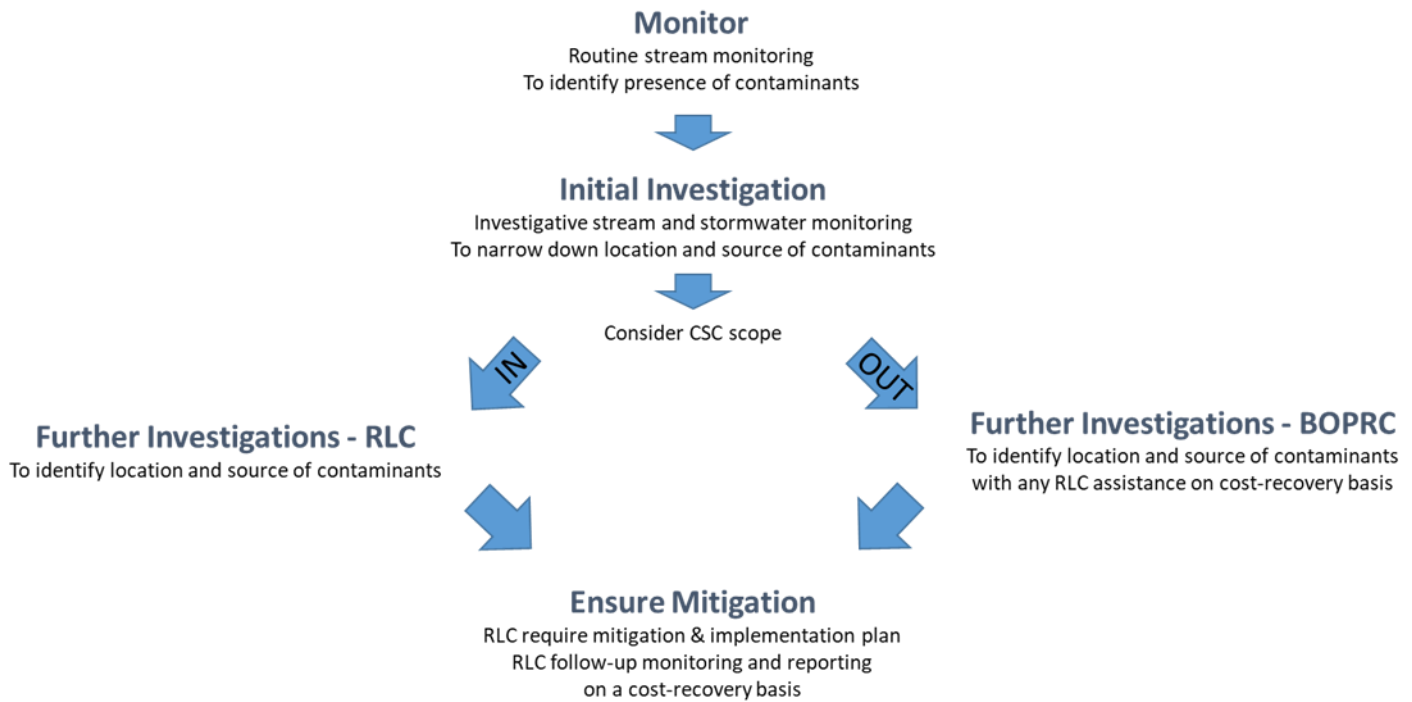 Monitor
Routine stream monitoring
To identify presence of contaminants
Initial Investigation
Investigative stream and stormwater monitoring
To narrow down location and source of contaminants
Consider CSC scope
IN
OUT
Further Investigations - RLC
To identify location and source of contaminants
Further Investigations - BOPRC
To identify location and source of contaminants
with any RLC assistance on cost-recovery basis
Ensure Mitigation
RLC require mitigation & implementation plan
RLC follow-up monitoring and reporting
on a cost-recovery basis